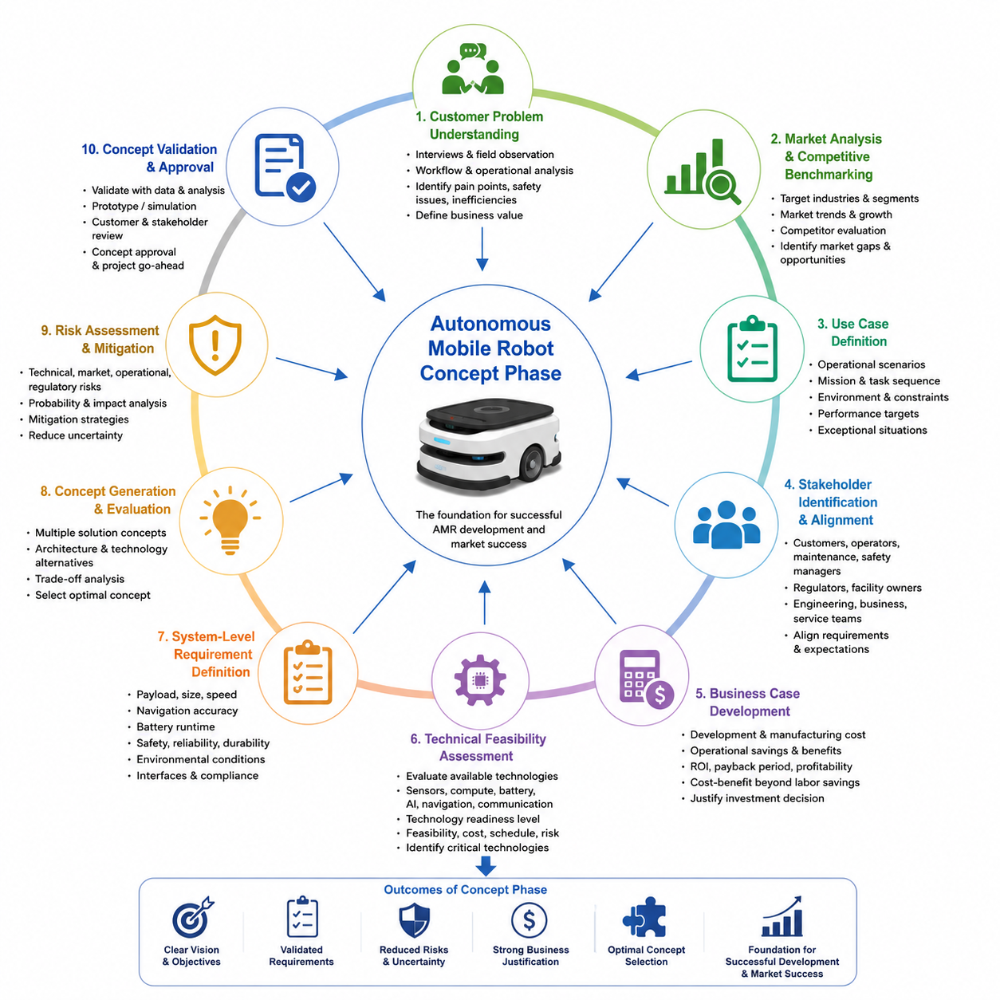 1. Customer Problem
Understanding
• Interviews & field observation
• Workflow & operational analysis
• Identify pain points, safety
issues, inefficiencies
• Define business value
2. Market Analysis
& Competitive
Benchmarking
• Target industries & segments
• Market trends & growth
• Competitor evaluation
• Identify market gaps &
opportunities
3. Use Case
Definition
• Operational scenarios
• Mission & task sequence
• Environment & constraints
• Performance targets
• Exceptional situations
4. Stakeholder
Identification
& Alignment
• Customers, operators,
maintenance, safety
managers
• Regulators, facility owners
• Engineering, business,
service teams
• Align requirements
& expectations
5. Business Case
Development
• Development & manufacturing cost
• Operational savings & benefits
• ROI, payback period, profitability
• Cost-benefit beyond labor savings
• Justify investment decision
6. Technical Feasibility
Assessment
• Evaluate available technologies
• Sensors, compute, battery,
AI, navigation, communication
• Technology readiness level
• Feasibility, cost, schedule, risk
• Identify critical technologies
7. System-Level
Requirement
Definition
• Payload, size, speed
• Navigation accuracy
• Battery runtime
• Safety, reliability, durability
• Environmental conditions
• Interfaces & compliance
8. Concept Generation
& Evaluation
• Multiple solution concepts
• Architecture & technology
alternatives
• Trade-off analysis
• Select optimal concept
9. Risk Assessment
& Mitigation
• Technical, market, operational,
regulatory risks
• Probability & impact analysis
• Mitigation strategies
• Reduce uncertainty
10. Concept Validation
& Approval
• Validate with data & analysis
• Prototype / simulation
• Customer & stakeholder
review
• Concept approval
& project go-ahead
Autonomous
Mobile Robot
Concept Phase
The foundation for successful
AMR development and
market success
Outcomes of Concept Phase
Clear Vision
& Objectives
Validated
Requirements
Reduced Risks
& Uncertainty
$
Strong Business
Justification
Optimal Concept
Selection
Foundation for
Successful Development
& Market Success